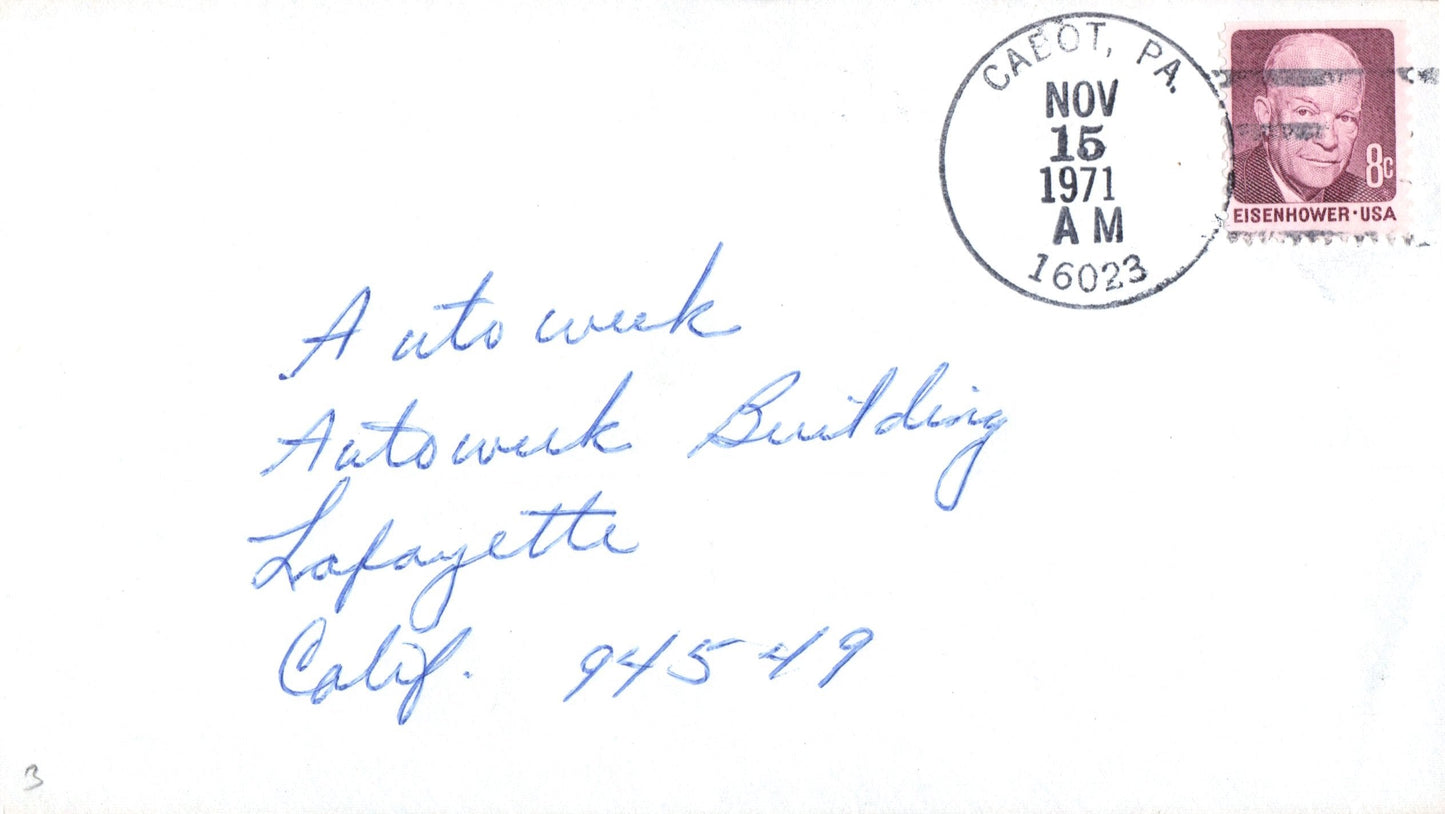 CABOT, PA.
NOV
15
1971
AM
16023
8c
EISENHOWER·USA
Autoweek
Autoweek Building
Lafayette
Calif. 94549
3